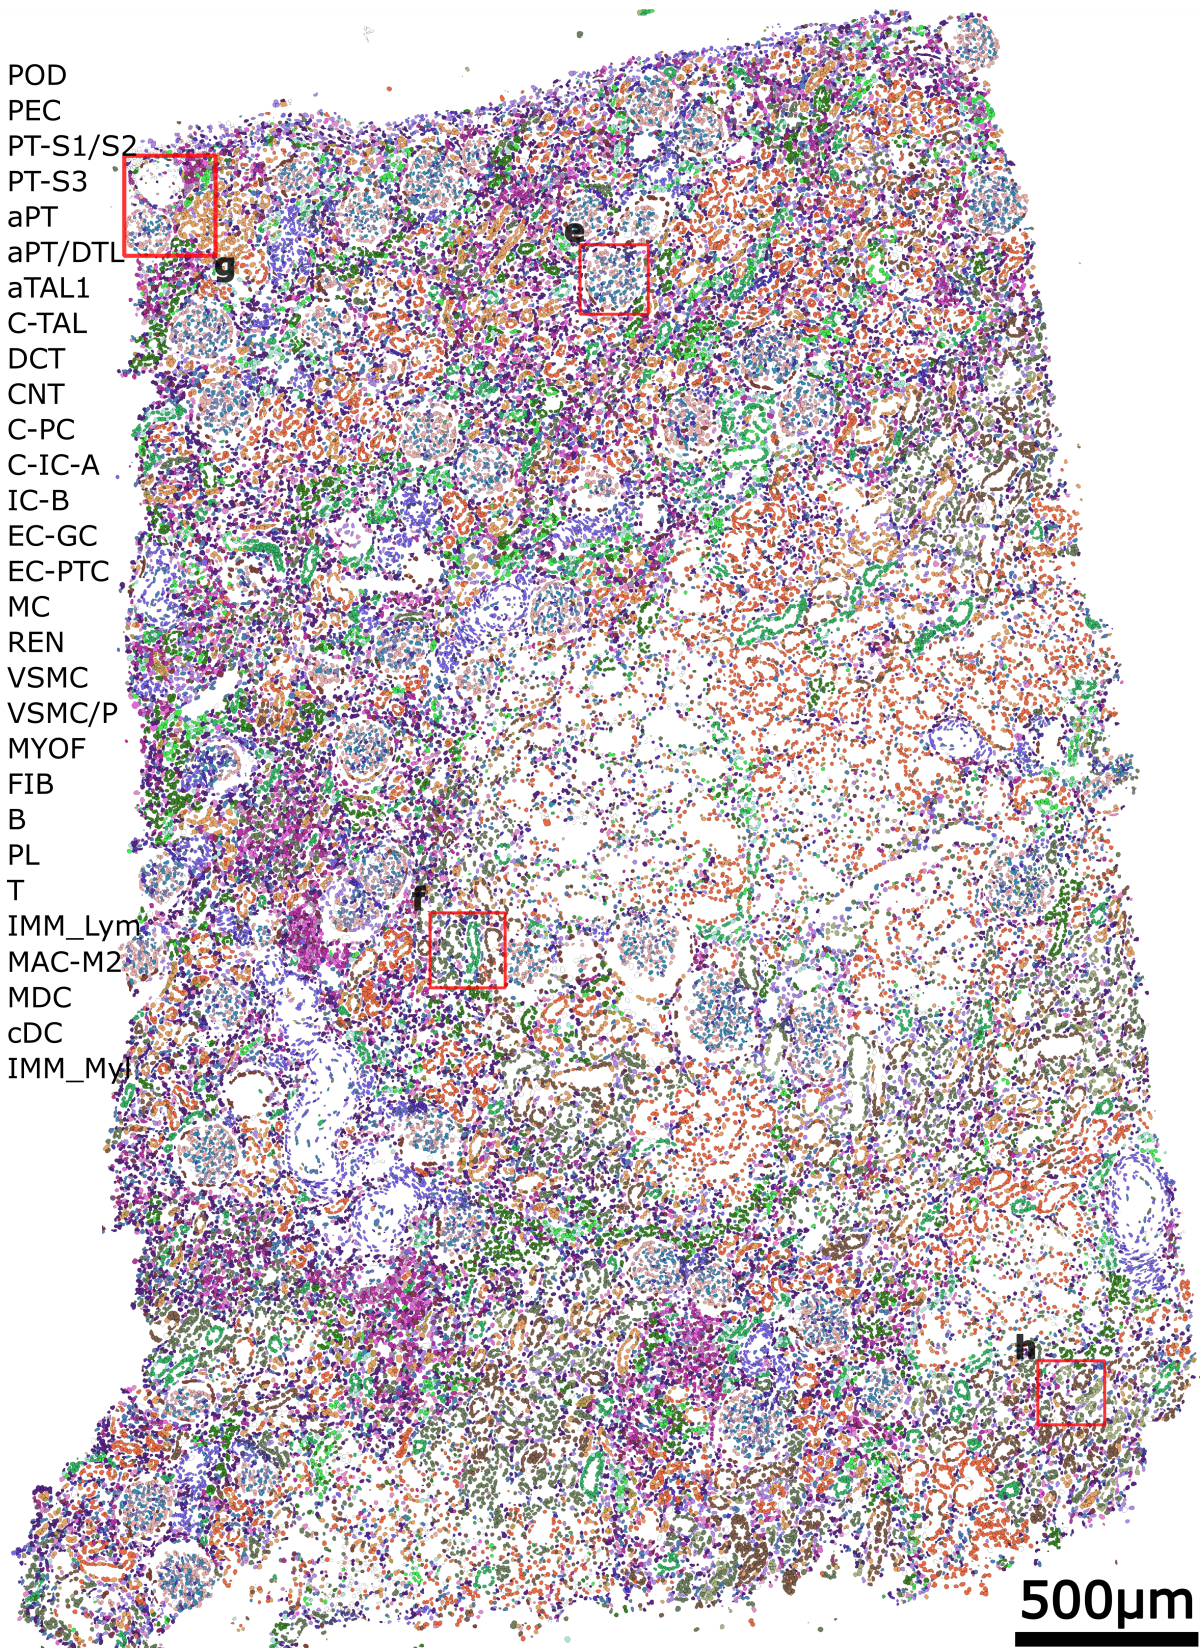 POD
PEC
PT-S1/S2
PT-S3
aPT
aPT/DTL
aTAL1
C-TAL
DCT
CNT
C-PC
C-IC-A
IC-B
EC-GC
EC-PTC
MC
REN
VSMC
VSMC/P
MYOF
FIB
B
PL
T
IMM_Lym
MAC-M2
MDC
cDC
IMM_Myl
g
e
f
h
500µm